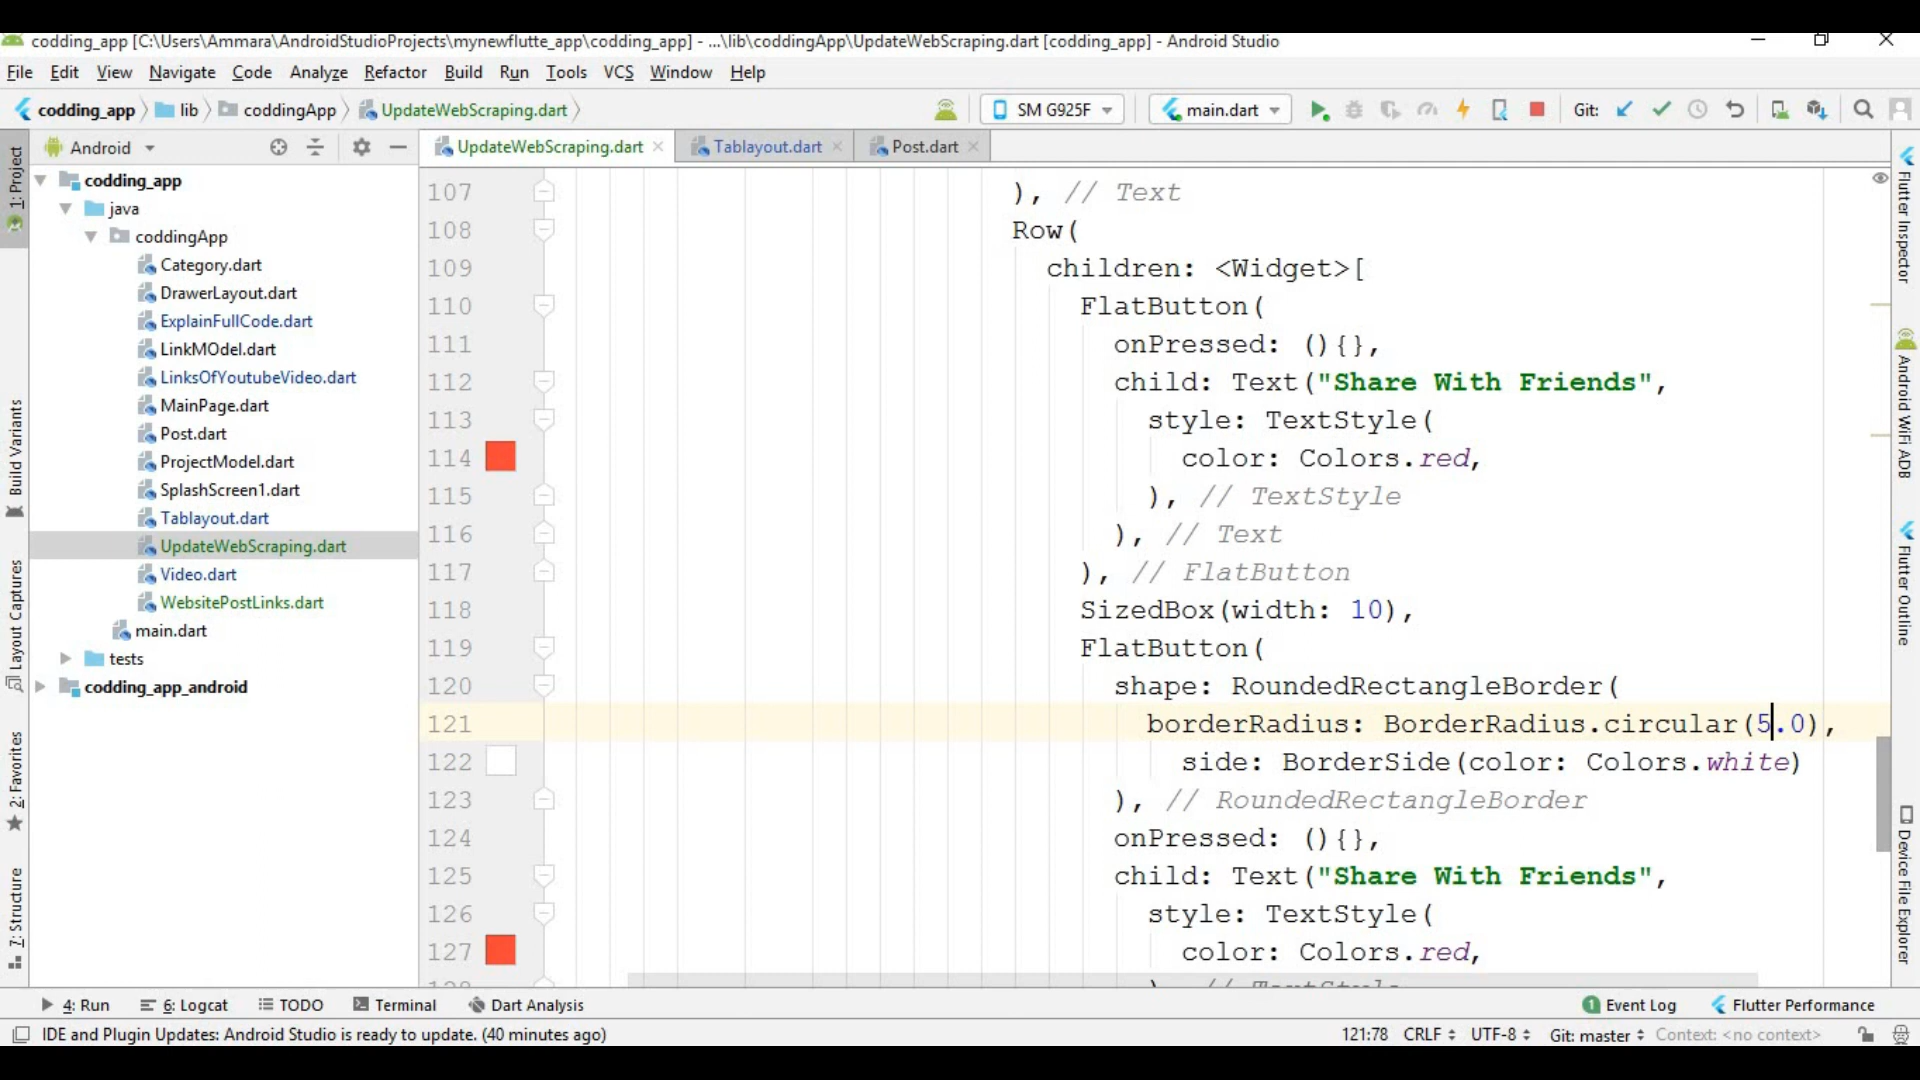 codding_app [C:\Users\Ammara\AndroidStudioProjects\mynewflutte_app\codding_app] - ...\lib\coddingApp\UpdateWebScraping.dart [codding_app] - Android Studio
File Edit View Navigate Code Analyze Refactor Build Run Tools VCS Window Help
codding_app lib coddingApp UpdateWebScraping.dart SM G925F main.dart Git:
Android UpdateWebScraping.dart Tablayout.dart Post.dart
1: Project
Build Variants
Layout Captures
2: Favorites
7: Structure
codding_app
java
coddingApp
Category.dart
DrawerLayout.dart
ExplainFullCode.dart
LinkMOdel.dart
LinksOfYoutubeVideo.dart
MainPage.dart
Post.dart
ProjectModel.dart
SplashScreen1.dart
Tablayout.dart
UpdateWebScraping.dart
Video.dart
WebsitePostLinks.dart
main.dart
tests
codding_app_android
107 ), // Text
108 Row(
109 children: <Widget>[
110 FlatButton(
111 onPressed: (){},
112 child: Text("Share With Friends",
113 style: TextStyle(
114 color: Colors.red,
115 ), // TextStyle
116 ), // Text
117 ), // FlatButton
118 SizedBox(width: 10),
119 FlatButton(
120 shape: RoundedRectangleBorder(
121 borderRadius: BorderRadius.circular(5.0),
122 side: BorderSide(color: Colors.white)
123 ), // RoundedRectangleBorder
124 onPressed: (){},
125 child: Text("Share With Friends",
126 style: TextStyle(
127 color: Colors.red,
Flutter Inspector
Android WiFi ADB
Flutter Outline
Device File Explorer
4: Run 6: Logcat TODO Terminal Dart Analysis 1 Event Log Flutter Performance
IDE and Plugin Updates: Android Studio is ready to update. (40 minutes ago) 121:78 CRLF UTF-8 Git: master Context: <no context>